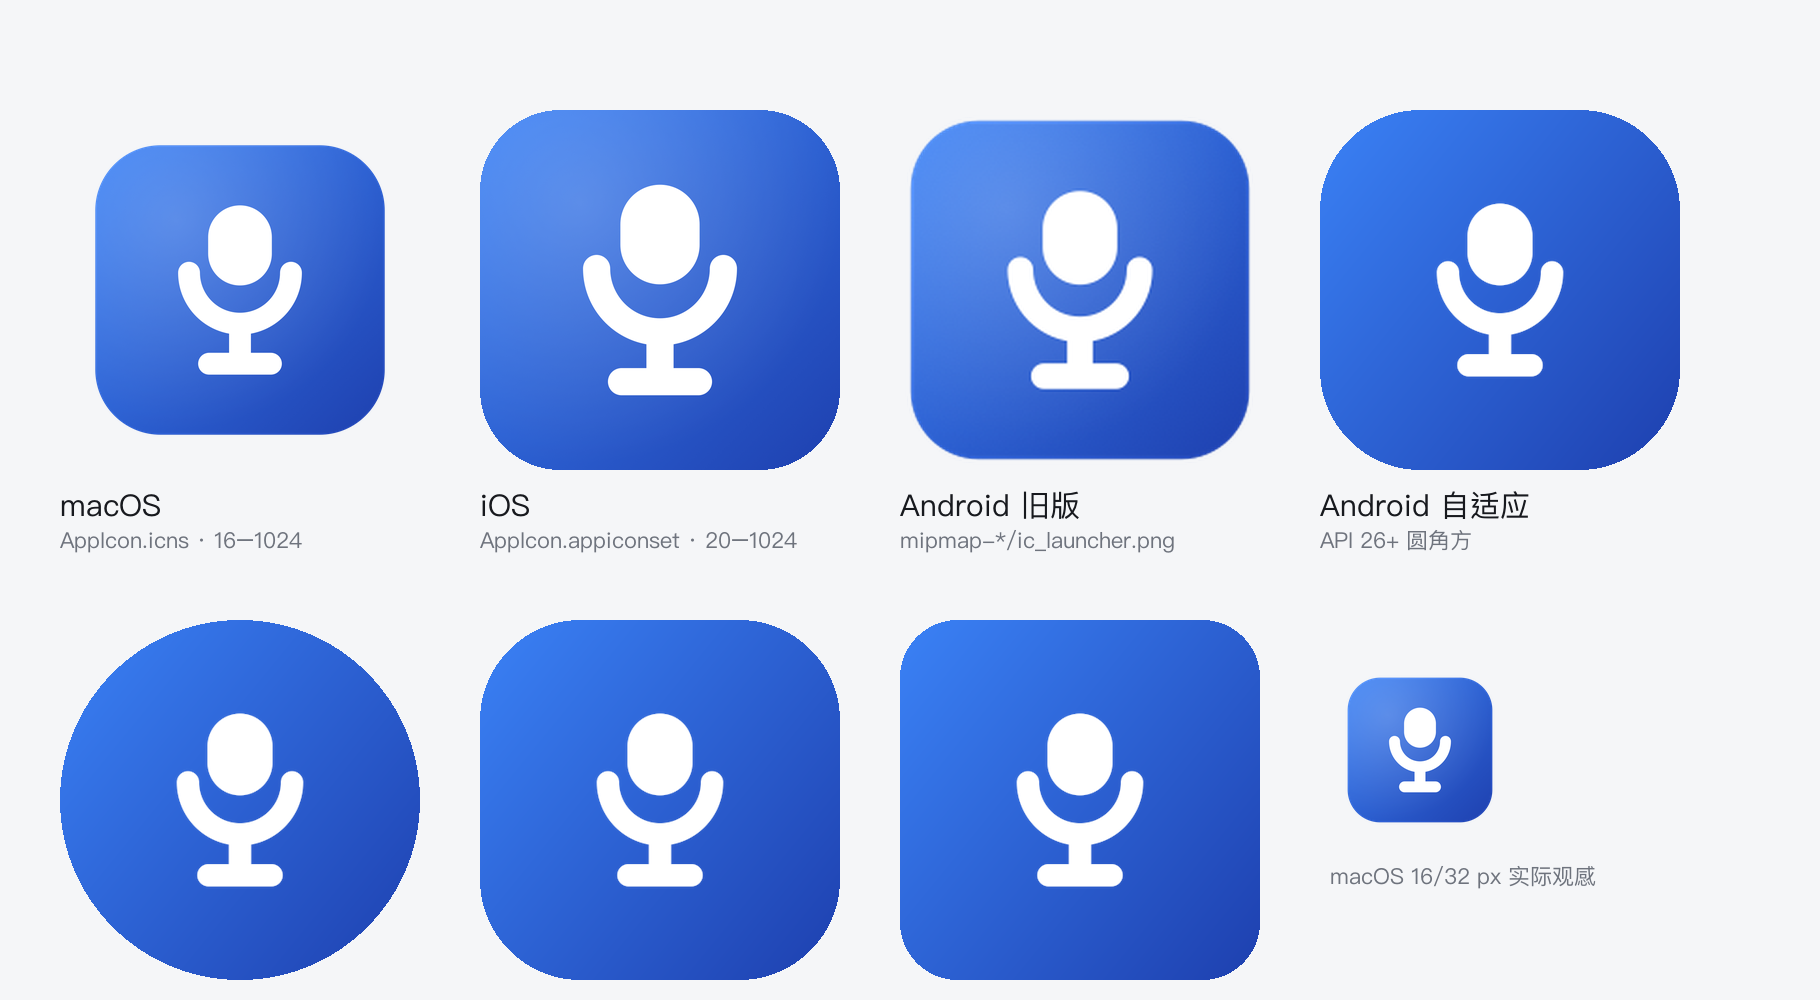 macOS
AppIcon.icns · 16–1024
iOS
AppIcon.appiconset · 20–1024
Android 旧版
mipmap-*/ic_launcher.png
Android 自适应
API 26+ 圆角方
macOS 16/32 px 实际观感